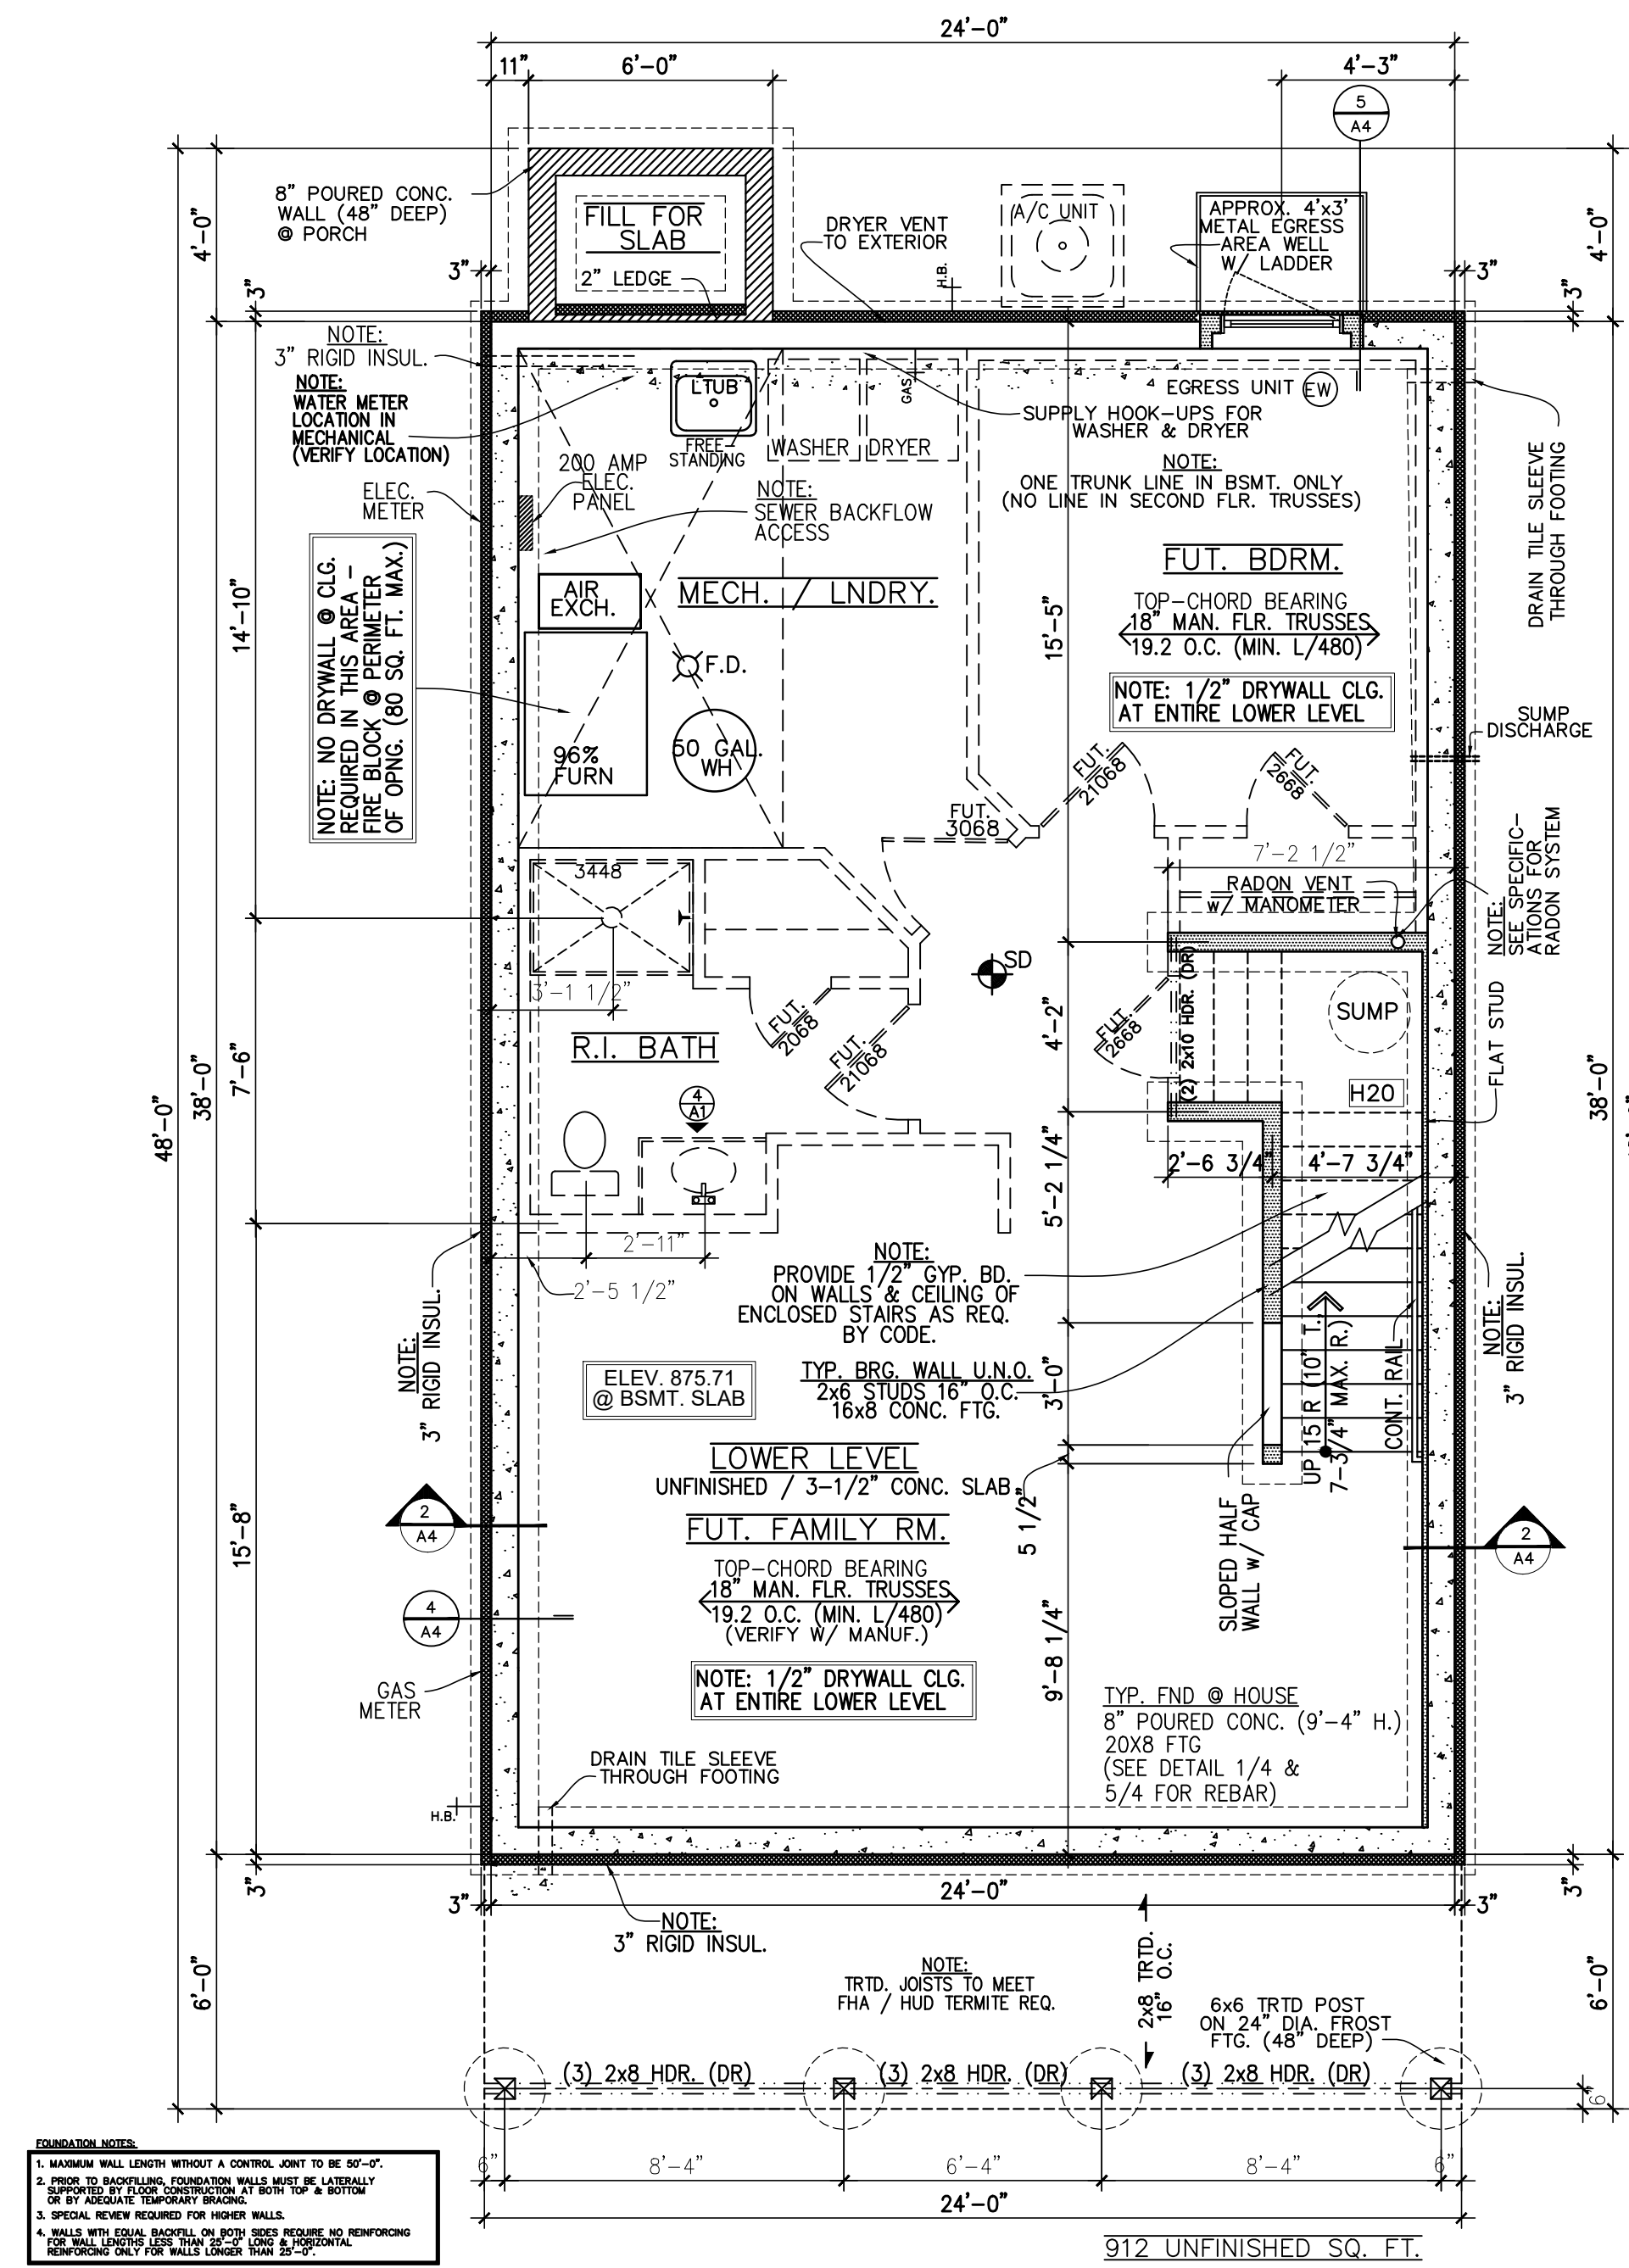 24'-0"
11"
6'-0"
4'-3"
5
A4
8" POURED CONC.
WALL (48" DEEP)
@ PORCH
FILL FOR
SLAB
2" LEDGE
DRYER VENT
TO EXTERIOR
H.B.
A/C UNIT
APPROX. 4'x3'
METAL EGRESS
AREA WELL
W/ LADDER
4'-0"
4'-0"
3"
3"
3"
3"
NOTE:
3" RIGID INSUL.
NOTE:
WATER METER
LOCATION IN
MECHANICAL
(VERIFY LOCATION)
LTUB
FREE-
STANDING
WASHER
DRYER
GAS
EGRESS UNIT
EW
SUPPLY HOOK-UPS FOR
WASHER & DRYER
ELEC.
METER
200 AMP
ELEC.
PANEL
NOTE:
SEWER BACKFLOW
ACCESS
NOTE:
ONE TRUNK LINE IN BSMT. ONLY
(NO LINE IN SECOND FLR. TRUSSES)
DRAIN TILE SLEEVE
THROUGH FOOTING
NOTE: NO DRYWALL @ CLG.
REQUIRED IN THIS AREA -
FIRE BLOCK @ PERIMETER
OF OPNG. (80 SQ. FT. MAX.)
14'-10"
AIR
EXCH.
MECH. / LNDRY.
FUT. BDRM.
TOP-CHORD BEARING
18" MAN. FLR. TRUSSES
19.2 O.C. (MIN. L/480)
15'-5"
F.D.
NOTE: 1/2" DRYWALL CLG.
AT ENTIRE LOWER LEVEL
96%
FURN
50 GAL.
WH
SUMP
DISCHARGE
FUT.
21068
FUT.
2668
FUT.
3068
7'-2 1/2"
3448
RADON VENT
w/ MANOMETER
NOTE:
SEE SPECIFIC-
ATIONS FOR
RADON SYSTEM
SD
3'-1 1/2"
R.I. BATH
FUT.
2068
FUT.
21068
4'-2"
FUT.
2668
(2) 2x10 HDR. (DR)
SUMP
H20
FLAT STUD
48'-0"
38'-0"
7'-6"
38'-0"
4
A1
5'-2 1/4"
2'-6 3/4"
4'-7 3/4"
2'-11"
2'-5 1/2"
NOTE:
PROVIDE 1/2" GYP. BD.
ON WALLS & CEILING OF
ENCLOSED STAIRS AS REQ.
BY CODE.
NOTE:
3" RIGID INSUL.
NOTE:
3" RIGID INSUL.
ELEV. 875.71
@ BSMT. SLAB
TYP. BRG. WALL U.N.O.
2x6 STUDS 16" O.C.
16x8 CONC. FTG.
3'-0"
UP 15 R (10" T.,
7-3/4" MAX. R.)
CONT. RAIL
LOWER LEVEL
UNFINISHED / 3-1/2" CONC. SLAB
5 1/2"
SLOPED HALF
WALL w/ CAP
2
A4
2
A4
FUT. FAMILY RM.
TOP-CHORD BEARING
18" MAN. FLR. TRUSSES
19.2 O.C. (MIN. L/480)
(VERIFY W/ MANUF.)
15'-8"
4
A4
9'-8 1/4"
NOTE: 1/2" DRYWALL CLG.
AT ENTIRE LOWER LEVEL
GAS
METER
TYP. FND @ HOUSE
8" POURED CONC. (9'-4" H.)
20X8 FTG
(SEE DETAIL 1/4 &
5/4 FOR REBAR)
DRAIN TILE SLEEVE
THROUGH FOOTING
H.B.
3"
3"
3"
24'-0"
3"
NOTE:
3" RIGID INSUL.
NOTE:
TRTD. JOISTS TO MEET
FHA / HUD TERMITE REQ.
2x8 TRTD.
16" O.C.
6x6 TRTD POST
ON 24" DIA. FROST
FTG. (48" DEEP)
6'-0"
6'-0"
(3) 2x8 HDR. (DR)
(3) 2x8 HDR. (DR)
(3) 2x8 HDR. (DR)
6"
6"
8'-4"
6'-4"
8'-4"
6"
24'-0"
912 UNFINISHED SQ. FT.
FOUNDATION NOTES:
1. MAXIMUM WALL LENGTH WITHOUT A CONTROL JOINT TO BE 50'-0".
2. PRIOR TO BACKFILLING, FOUNDATION WALLS MUST BE LATERALLY
SUPPORTED BY FLOOR CONSTRUCTION AT BOTH TOP & BOTTOM
OR BY ADEQUATE TEMPORARY BRACING.
3. SPECIAL REVIEW REQUIRED FOR HIGHER WALLS.
4. WALLS WITH EQUAL BACKFILL ON BOTH SIDES REQUIRE NO REINFORCING
FOR WALL LENGTHS LESS THAN 25'-0" LONG & HORIZONTAL
REINFORCING ONLY FOR WALLS LONGER THAN 25'-0".